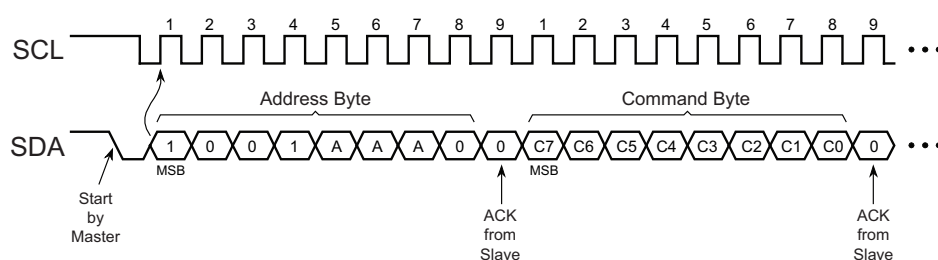 1 2 3 4 5 6 7 8 9 1 2 3 4 5 6 7 8 9
SCL
Address Byte Command Byte
SDA 1 0 0 1 A A A 0 0 C7 C6 C5 C4 C3 C2 C1 C0 0
MSB MSB
Start
by
Master
ACK
from
Slave
ACK
from
Slave